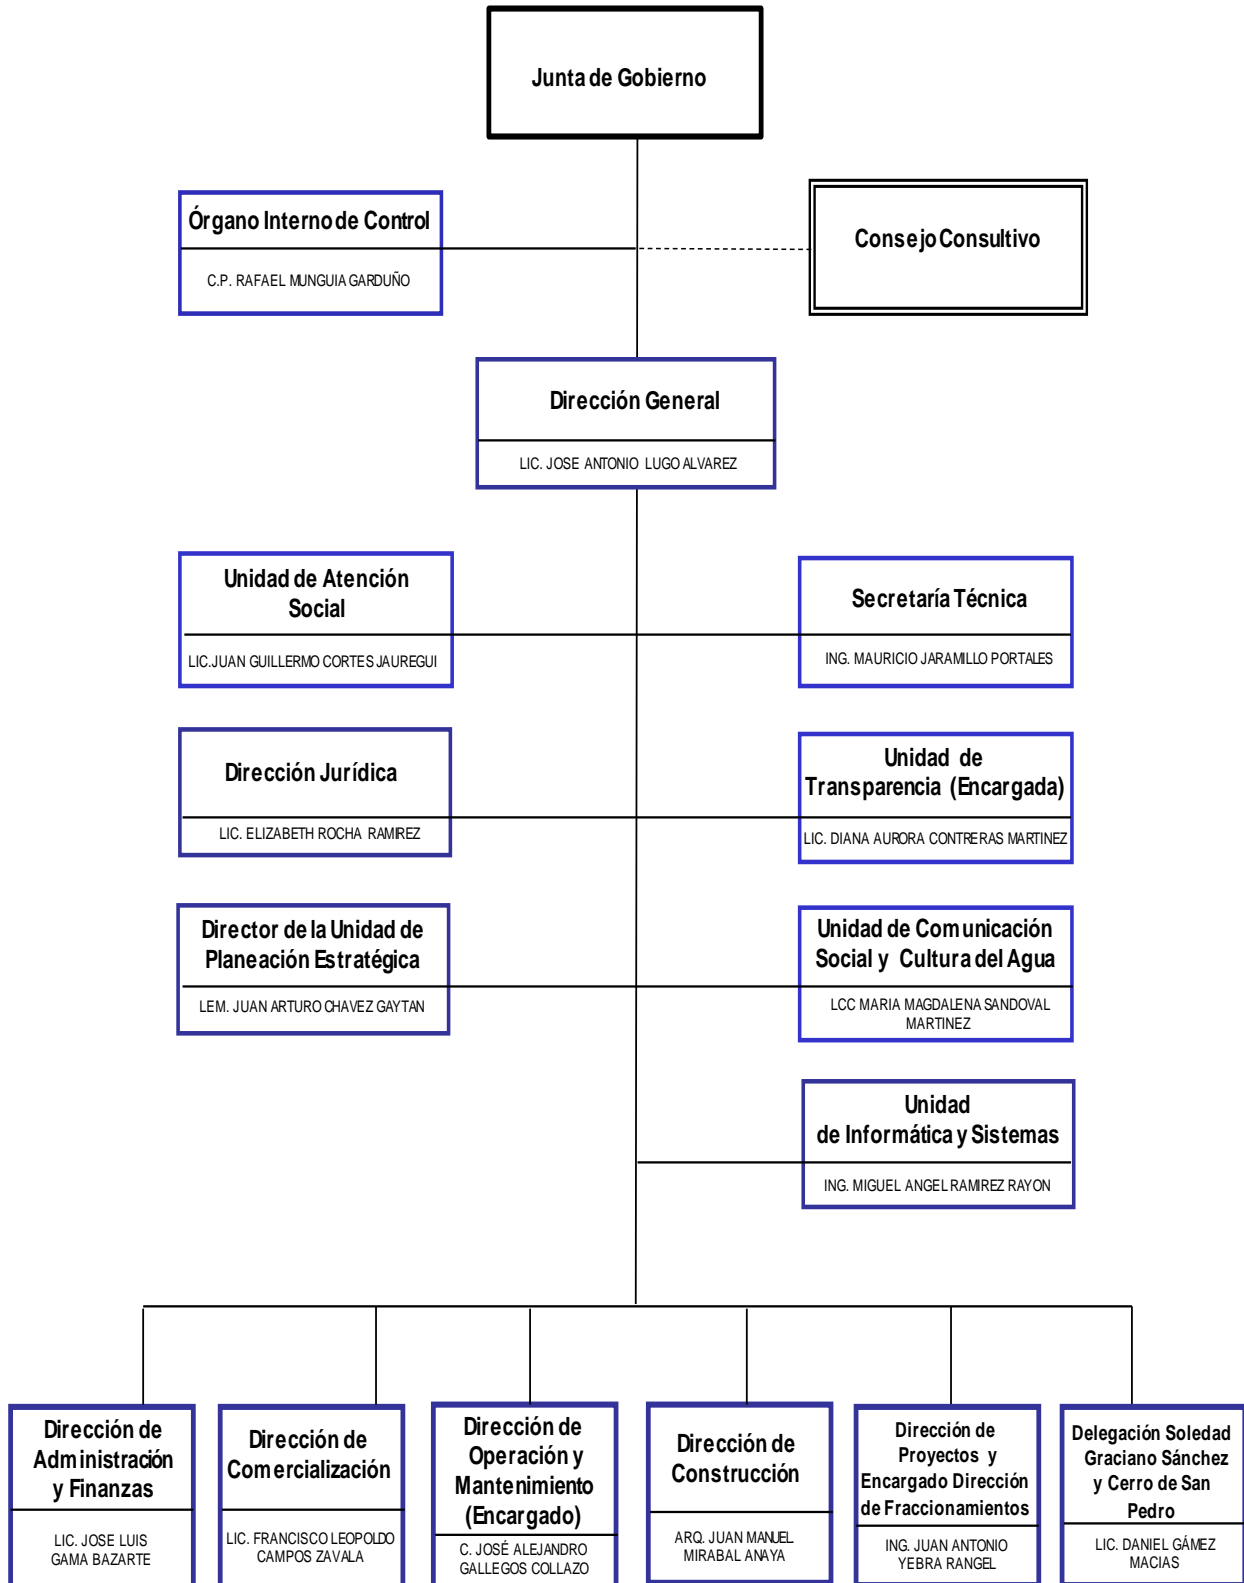 Junta de Gobierno
Órgano Interno de Control
C.P. RAFAEL MUNGUIA GARDUÑO
Consejo Consultivo
Dirección General
LIC. JOSE ANTONIO LUGO ALVAREZ
Unidad de Atención
Social
LIC.JUAN GUILLERMO CORTES JAUREGUI
Secretaría Técnica
ING. MAURICIO JARAMILLO PORTALES
Dirección Jurídica
LIC. ELIZABETH ROCHA RAMIREZ
Unidad de
Transparencia (Encargada)
LIC. DIANA AURORA CONTRERAS MARTINEZ
Director de la Unidad de
Planeación Estratégica
LEM. JUAN ARTURO CHAVEZ GAYTAN
Unidad de Comunicación
Social y Cultura del Agua
LCC MARIA MAGDALENA SANDOVAL
MARTINEZ
Unidad
de Informática y Sistemas
ING. MIGUEL ANGEL RAMIREZ RAYON
Dirección de
Administración
y Finanzas
LIC. JOSE LUIS
GAMA BAZARTE
Dirección de
Comercialización
LIC. FRANCISCO LEOPOLDO
CAMPOS ZAVALA
Dirección de
Operación y
Mantenimiento
(Encargado)
C. JOSÉ ALEJANDRO
GALLEGOS COLLAZO
Dirección de
Construcción
ARQ. JUAN MANUEL
MIRABAL ANAYA
Dirección de
Proyectos y
Encargado Dirección
de Fraccionamientos
ING. JUAN ANTONIO
YEBRA RANGEL
Delegación Soledad
Graciano Sánchez
y Cerro de San
Pedro
LIC. DANIEL GÁMEZ
MACIAS